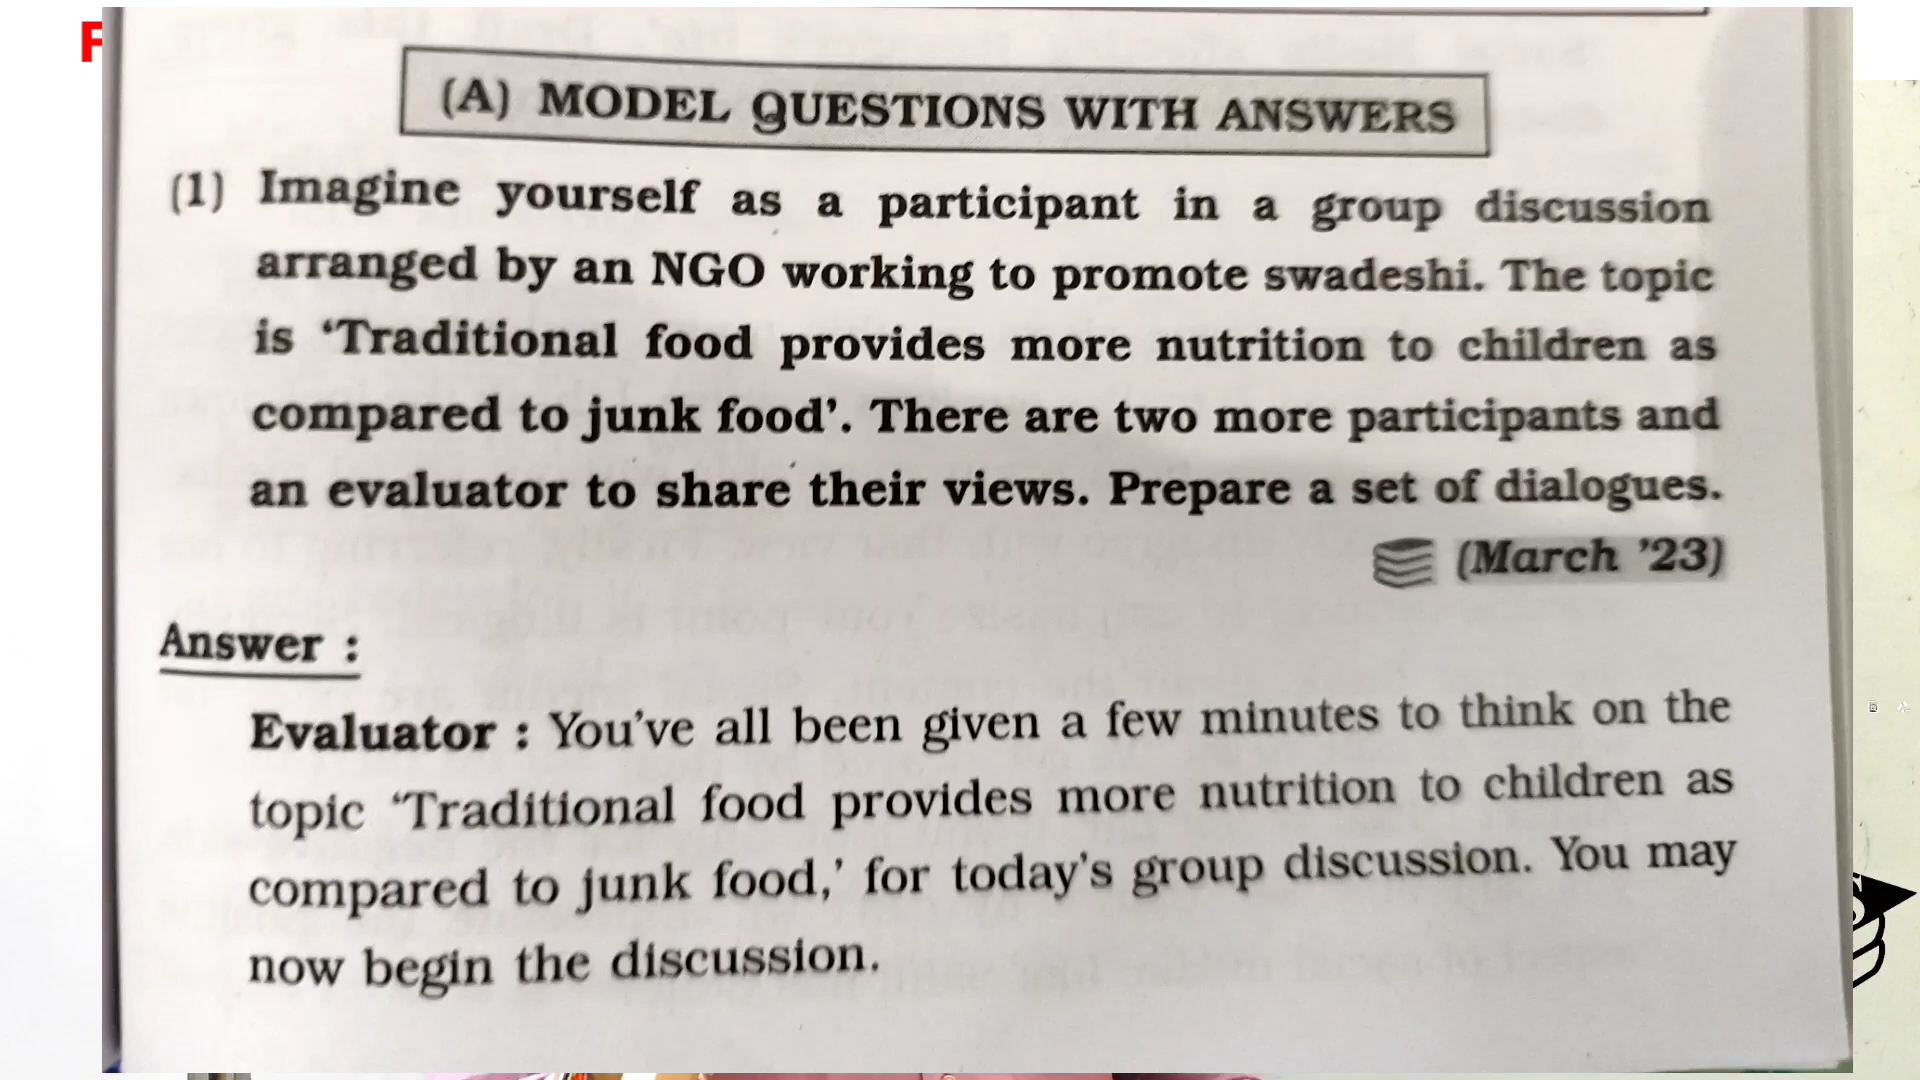 F
(A) MODEL QUESTIONS WITH ANSWERS
(1) Imagine yourself as a participant in a group discussion
arranged by an NGO working to promote swadeshi. The topic
is ‘Traditional food provides more nutrition to children as
compared to junk food’. There are two more participants and
an evaluator to share their views. Prepare a set of dialogues.
(March ’23)
Answer :
Evaluator : You’ve all been given a few minutes to think on the
topic ‘Traditional food provides more nutrition to children as
compared to junk food,’ for today's group discussion. You may
now begin the discussion.